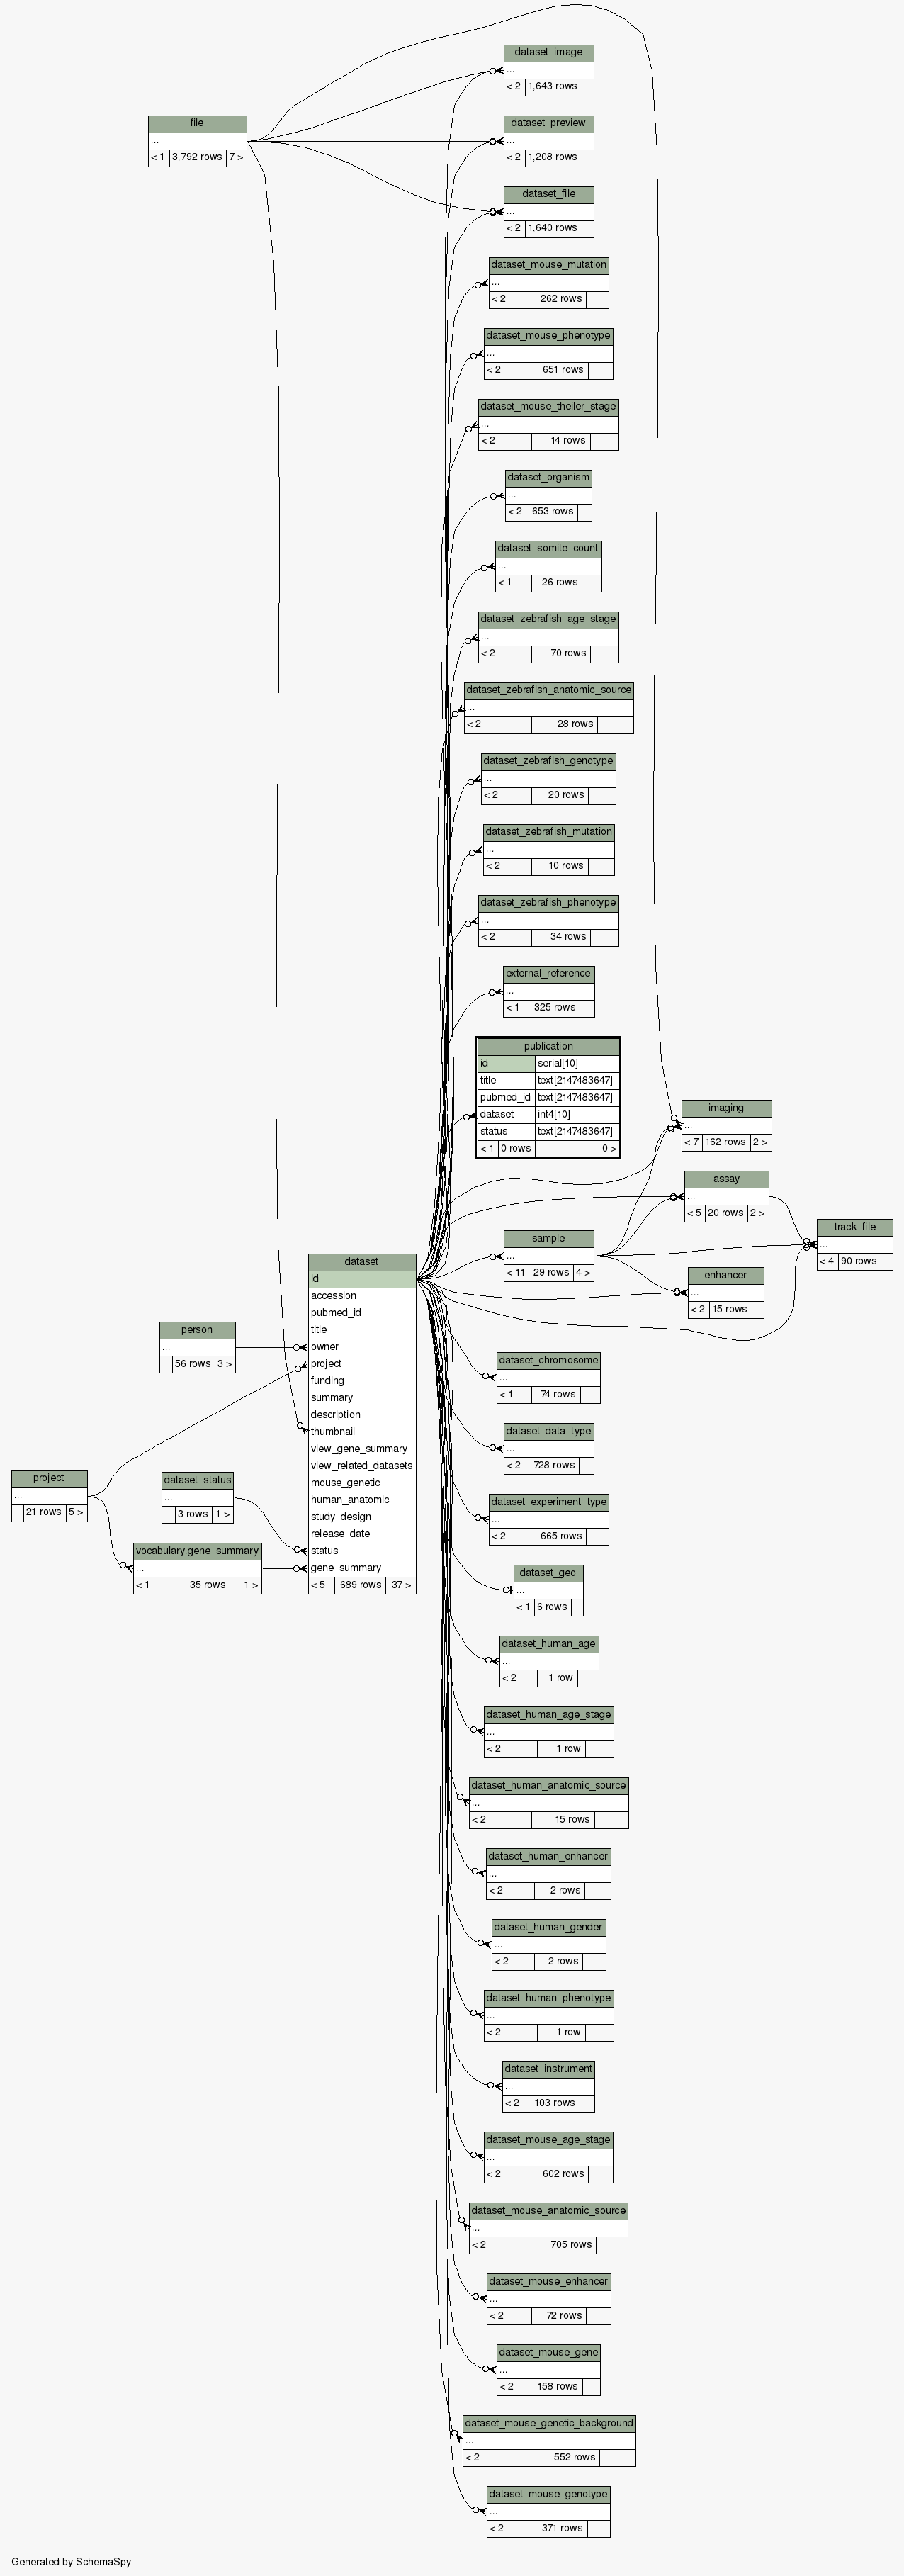 dataset_image
...
< 2 1,643 rows
file
...
< 1 3,792 rows 7 >
dataset_preview
...
< 2 1,208 rows
dataset_file
...
< 2 1,640 rows
dataset_mouse_mutation
...
< 2 262 rows
dataset_mouse_phenotype
...
< 2 651 rows
dataset_mouse_theiler_stage
...
< 2 14 rows
dataset_organism
...
< 2 653 rows
dataset_somite_count
...
< 1 26 rows
dataset_zebrafish_age_stage
...
< 2 70 rows
dataset_zebrafish_anatomic_source
...
< 2 28 rows
dataset_zebrafish_genotype
...
< 2 20 rows
dataset_zebrafish_mutation
...
< 2 10 rows
dataset_zebrafish_phenotype
...
< 2 34 rows
external_reference
...
< 1 325 rows
publication
id serial[10]
title text[2147483647]
pubmed_id text[2147483647]
dataset int4[10]
status text[2147483647]
< 1 0 rows 0 >
imaging
...
< 7 162 rows 2 >
assay
...
< 5 20 rows 2 >
track_file
...
< 4 90 rows
sample
...
< 11 29 rows 4 >
enhancer
...
< 2 15 rows
dataset
id
accession
pubmed_id
title
owner
project
funding
summary
description
thumbnail
view_gene_summary
view_related_datasets
mouse_genetic
human_anatomic
study_design
release_date
status
gene_summary
< 5 689 rows 37 >
person
...
56 rows 3 >
project
...
21 rows 5 >
dataset_status
...
3 rows 1 >
vocabulary.gene_summary
...
< 1 35 rows 1 >
dataset_chromosome
...
< 1 74 rows
dataset_data_type
...
< 2 728 rows
dataset_experiment_type
...
< 2 665 rows
dataset_geo
...
< 1 6 rows
dataset_human_age
...
< 2 1 row
dataset_human_age_stage
...
< 2 1 row
dataset_human_anatomic_source
...
< 2 15 rows
dataset_human_enhancer
...
< 2 2 rows
dataset_human_gender
...
< 2 2 rows
dataset_human_phenotype
...
< 2 1 row
dataset_instrument
...
< 2 103 rows
dataset_mouse_age_stage
...
< 2 602 rows
dataset_mouse_anatomic_source
...
< 2 705 rows
dataset_mouse_enhancer
...
< 2 72 rows
dataset_mouse_gene
...
< 2 158 rows
dataset_mouse_genetic_background
...
< 2 552 rows
dataset_mouse_genotype
...
< 2 371 rows
Generated by SchemaSpy